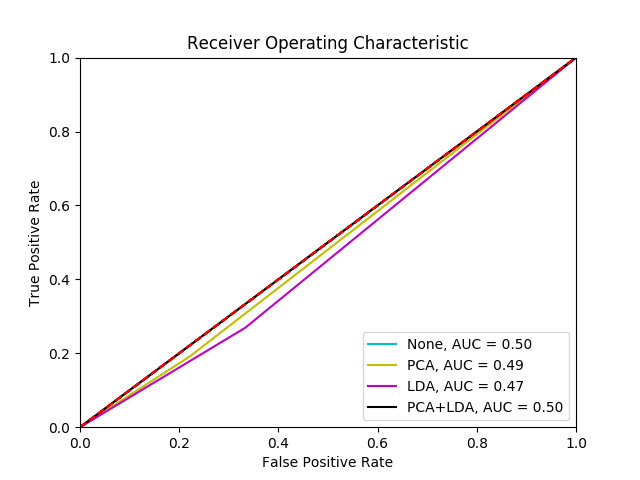 Receiver Operating Characteristic
True Positive Rate
1.0
0.8
0.6
0.4
0.2
0.0
None, AUC = 0.50
PCA, AUC = 0.49
LDA, AUC = 0.47
PCA+LDA, AUC = 0.50
0.0 0.2 0.4 0.6 0.8 1.0
False Positive Rate